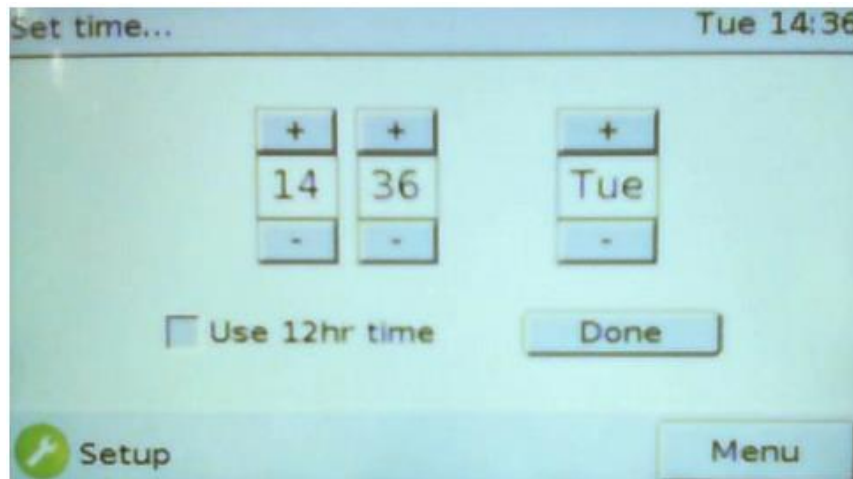 Set time... Tue 14:36
+ + +
14 36 Tue
- - -
Use 12hr time Done
Setup Menu